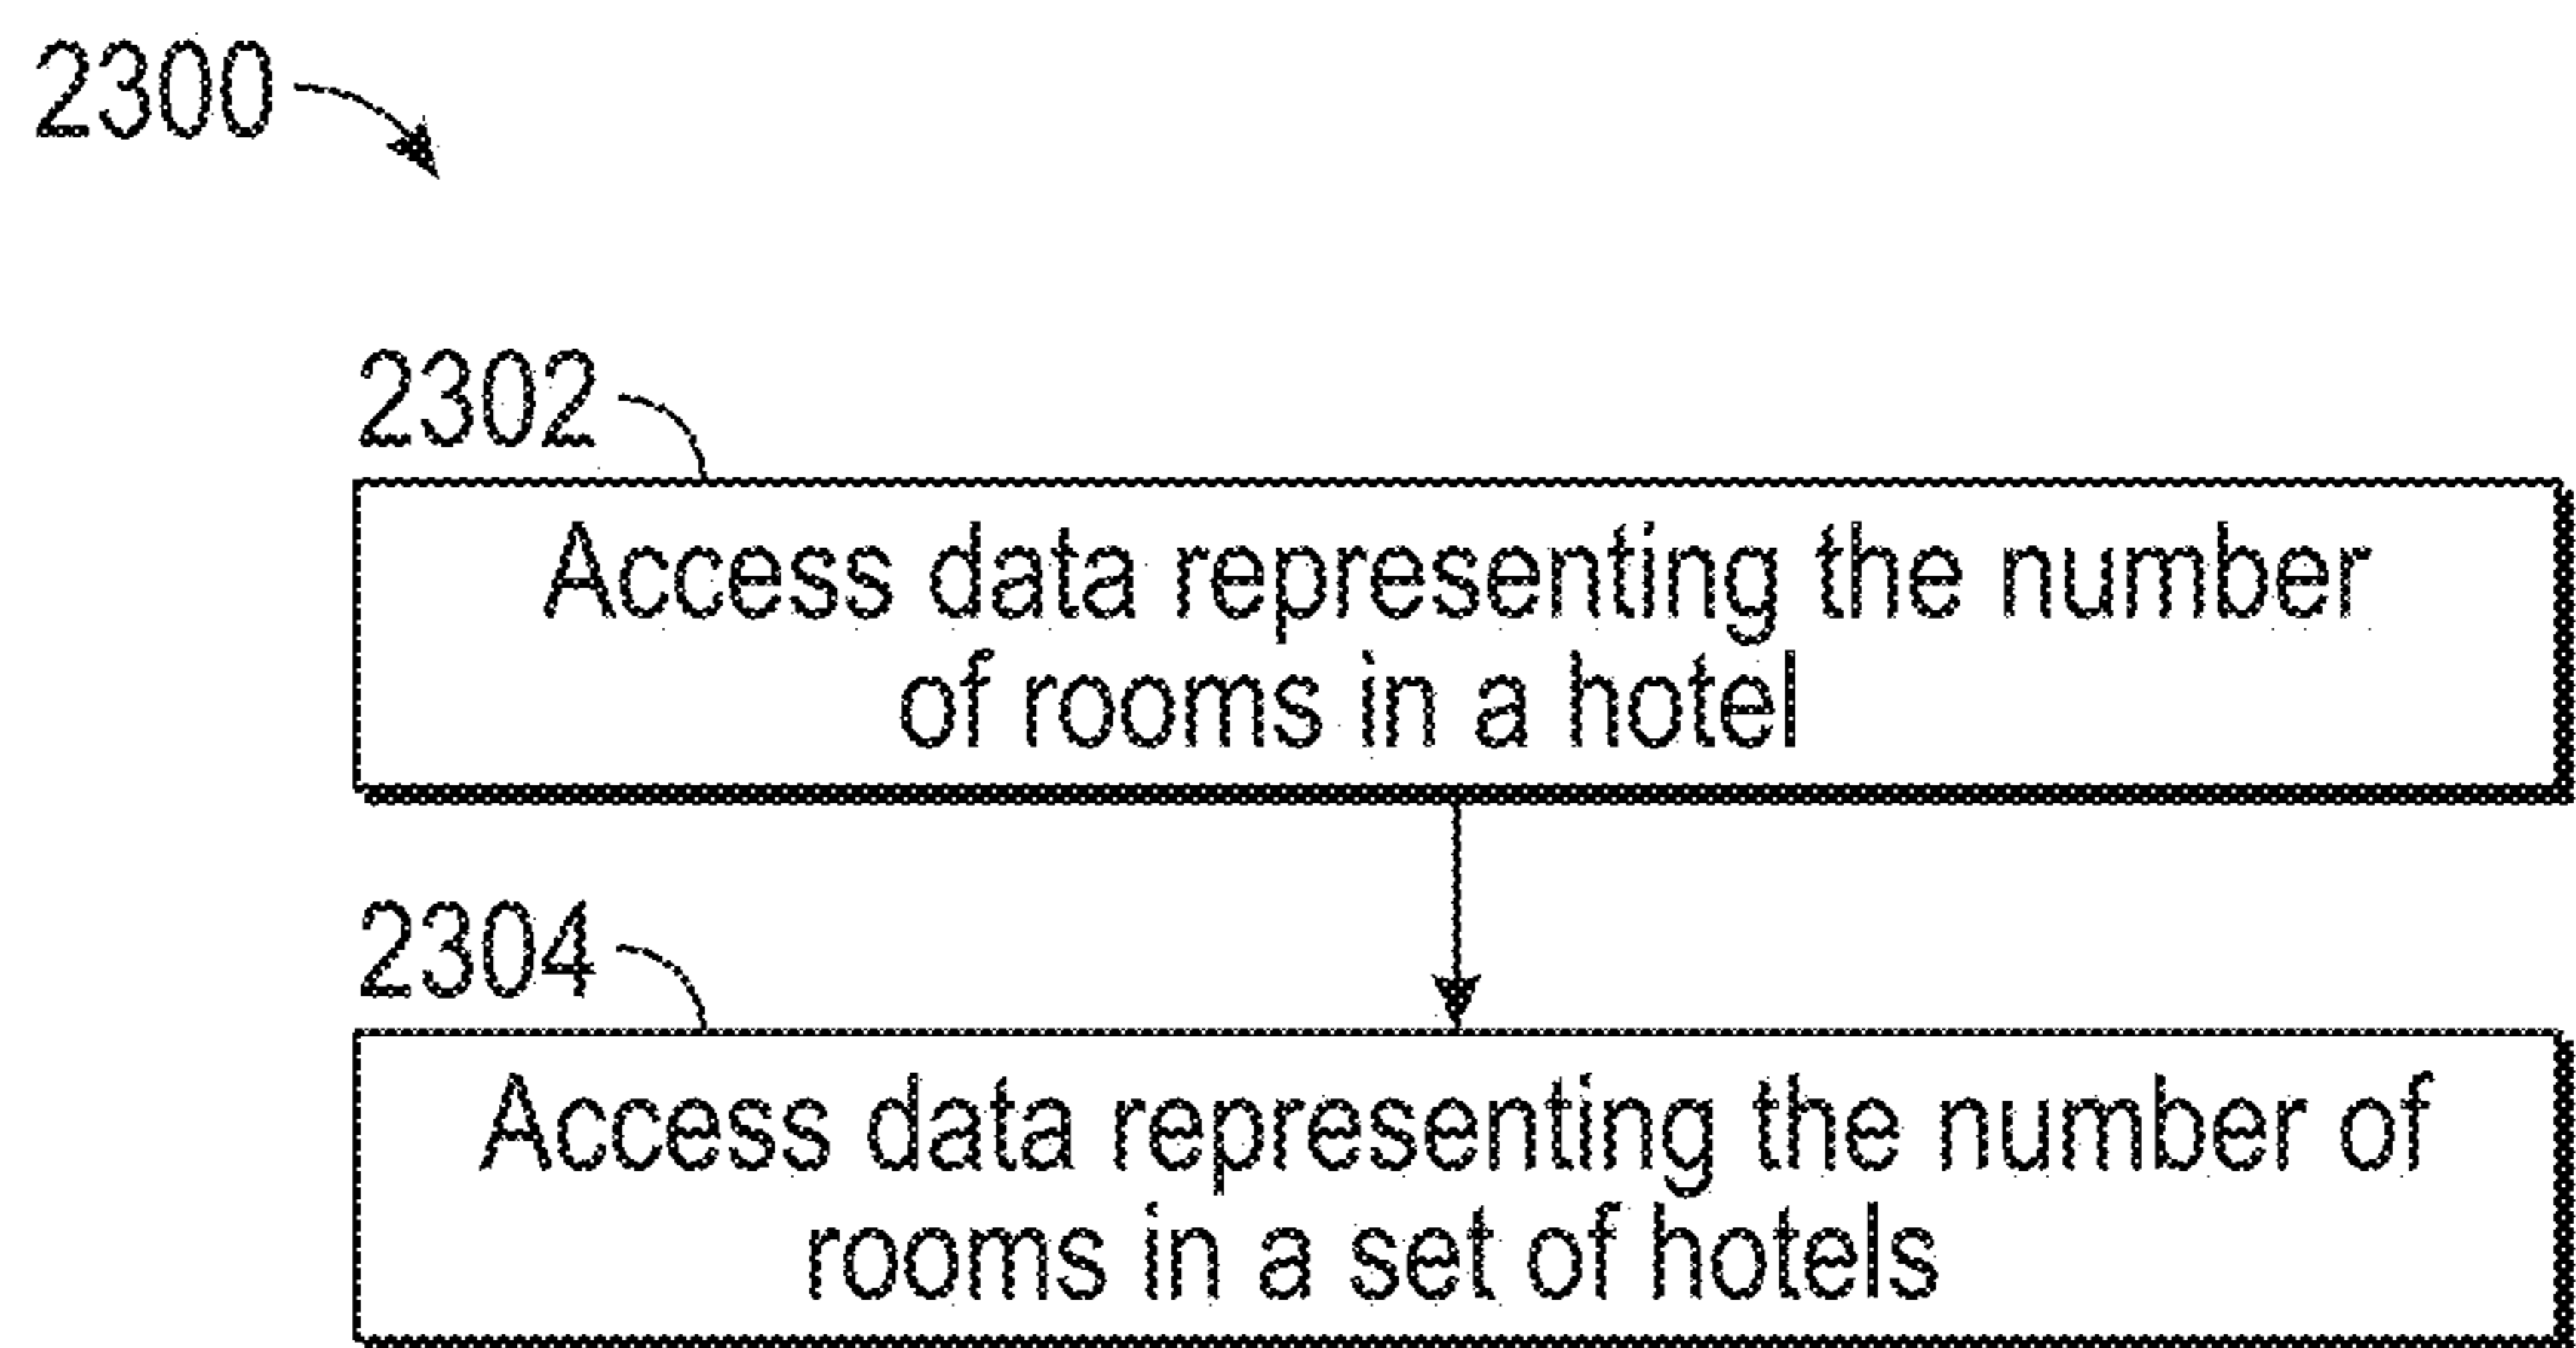 2300
2302
Access data representing the number
of rooms in a hotel
2304
Access data representing the number of
rooms in a set of hotels